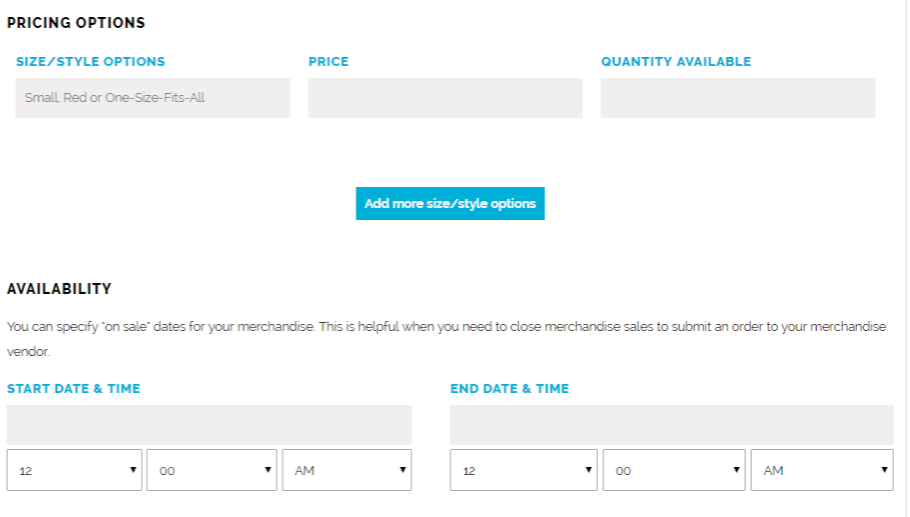 PRICING OPTIONS
SIZE/STYLE OPTIONS PRICE QUANTITY AVAILABLE
Small, Red or One-Size-Fits-All
Add more size/style options
AVAILABILITY
You can specify "on sale" dates for your merchandise. This is helpful when you need to close merchandise sales to submit an order to your merchandise
vendor.
START DATE & TIME END DATE & TIME
12 00 AM 12 00 AM